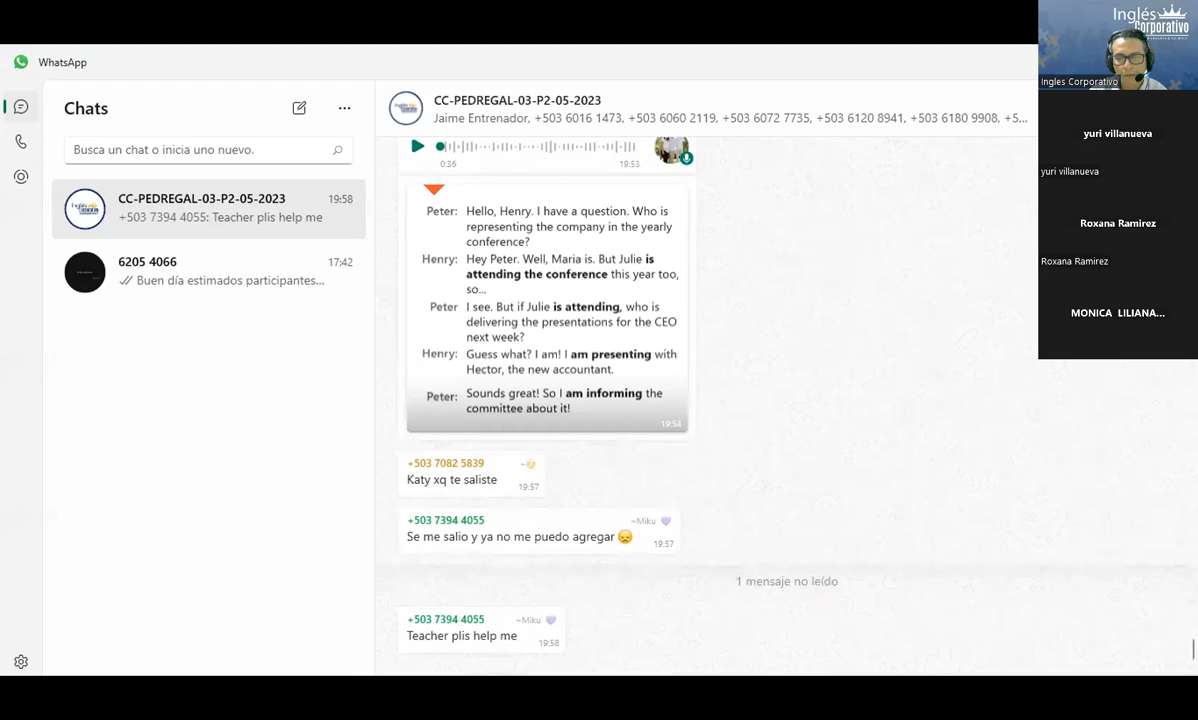 Inglés
Corporativo
Ingles Corporativo
WhatsApp
Chats
Busca un chat o inicia uno nuevo.
CC-PEDREGAL-03-P2-05-2023
19:58
+503 7394 4055: Teacher plis help me
6205 4066
17:42
Buen día estimados participantes...
CC-PEDREGAL-03-P2-05-2023
Jaime Entrenador, +503 6016 1473, +503 6060 2119, +503 6072 7735, +503 6120 8941, +503 6180 9908, +5...
0:36
19:53
Peter: Hello, Henry. I have a question. Who is
representing the company in the yearly
conference?
Henry: Hey Peter. Well, Maria is. But Julie is
attending the conference this year too,
so...
Peter I see. But if Julie is attending, who is
delivering the presentations for the CEO
next week?
Henry: Guess what? I am! I am presenting with
Hector, the new accountant.
Peter: Sounds great! So I am informing the
committee about it!
19:54
+503 7082 5839
Katy xq te saliste
19:57
+503 7394 4055 ~Miku
Se me salio y ya no me puedo agregar
19:57
1 mensaje no leído
+503 7394 4055 ~Miku
Teacher plis help me
19:58
yuri villanueva
yuri villanueva
Roxana Ramirez
Roxana Ramirez
MONICA LILIANA...